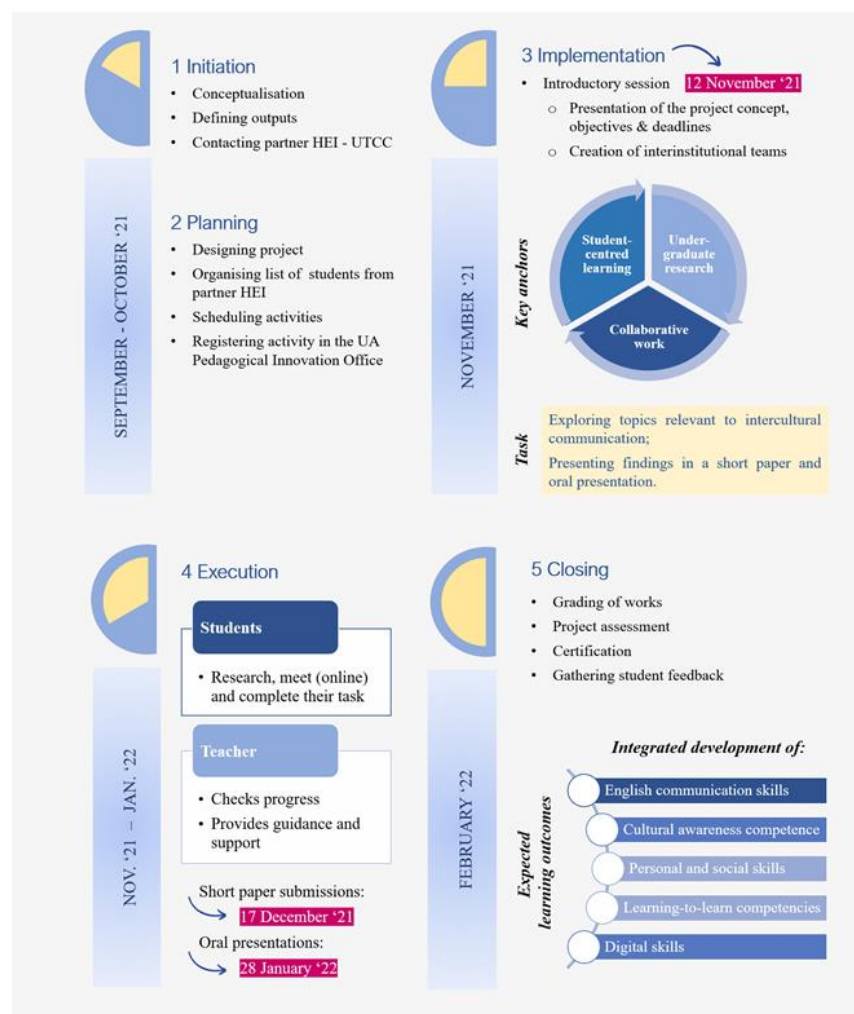 1 Initiation
• Conceptualisation
• Defining outputs
• Contacting partner HEI - UTCC
SEPTEMBER - OCTOBER ‘21
2 Planning
• Designing project
• Organising list of students from
partner HEI
• Scheduling activities
• Registering activity in the UA
Pedagogical Innovation Office
3 Implementation
• Introductory session 12 November ‘21
o Presentation of the project concept,
objectives & deadlines
o Creation of interinstitutional teams
NOVEMBER ‘21
Key anchors
Student-
centred
learning
Under-
graduate
research
Collaborative
work
Task
Exploring topics relevant to intercultural
communication;
Presenting findings in a short paper and
oral presentation.
4 Execution
NOV. ‘21 – JAN. ‘22
Students
• Research, meet (online)
and complete their task
Teacher
• Checks progress
• Provides guidance and
support
Short paper submissions:
17 December ‘21
Oral presentations:
28 January ‘22
5 Closing
• Grading of works
• Project assessment
• Certification
• Gathering student feedback
FEBRUARY ‘22
Expected
learning outcomes
Integrated development of:
English communication skills
Cultural awareness competence
Personal and social skills
Learning-to-learn competencies
Digital skills